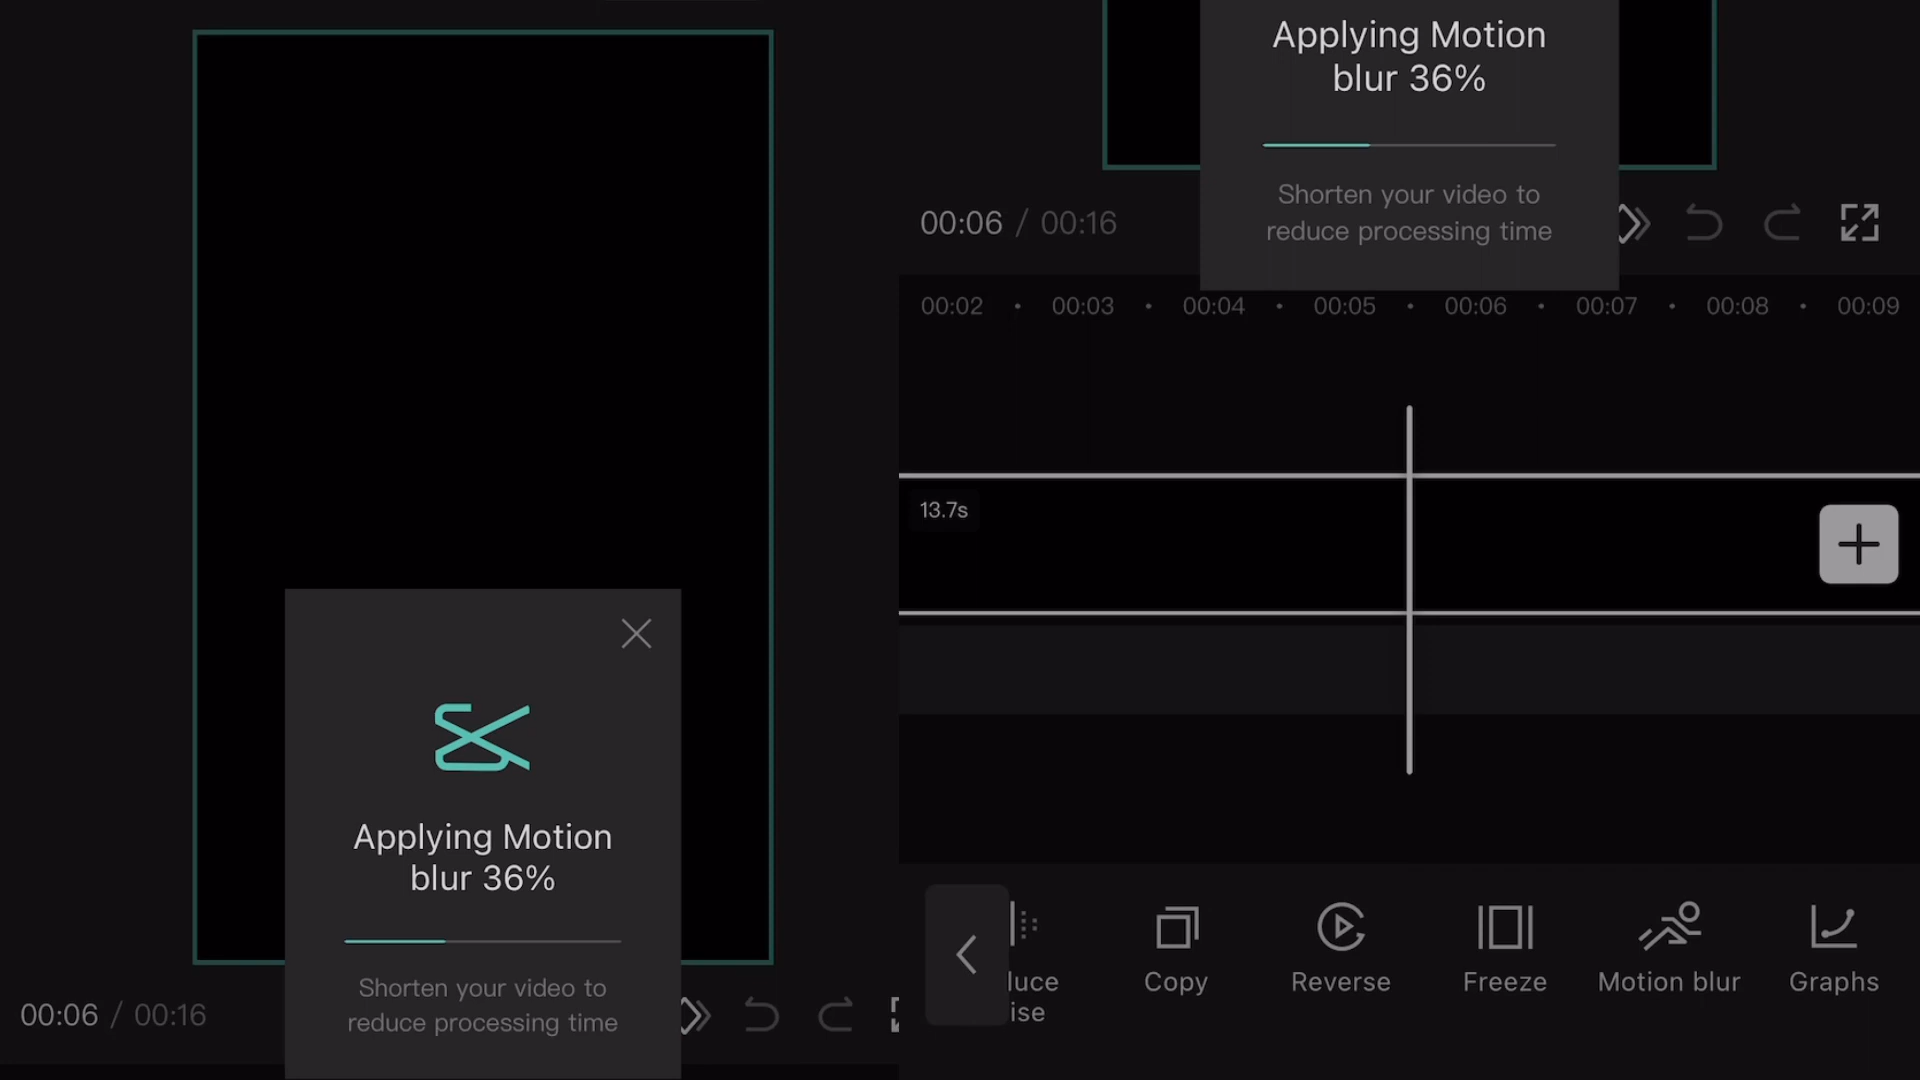 Applying Motion
blur 36%
Shorten your video to
reduce processing time
00:06 / 00:16
Applying Motion
blur 36%
Shorten your video to
reduce processing time
00:06 / 00:16
00:02 • 00:03 • 00:04 • 00:05 • 00:06 • 00:07 • 00:08 • 00:09
13.7s
luce
ise
Copy
Reverse
Freeze
Motion blur
Graphs